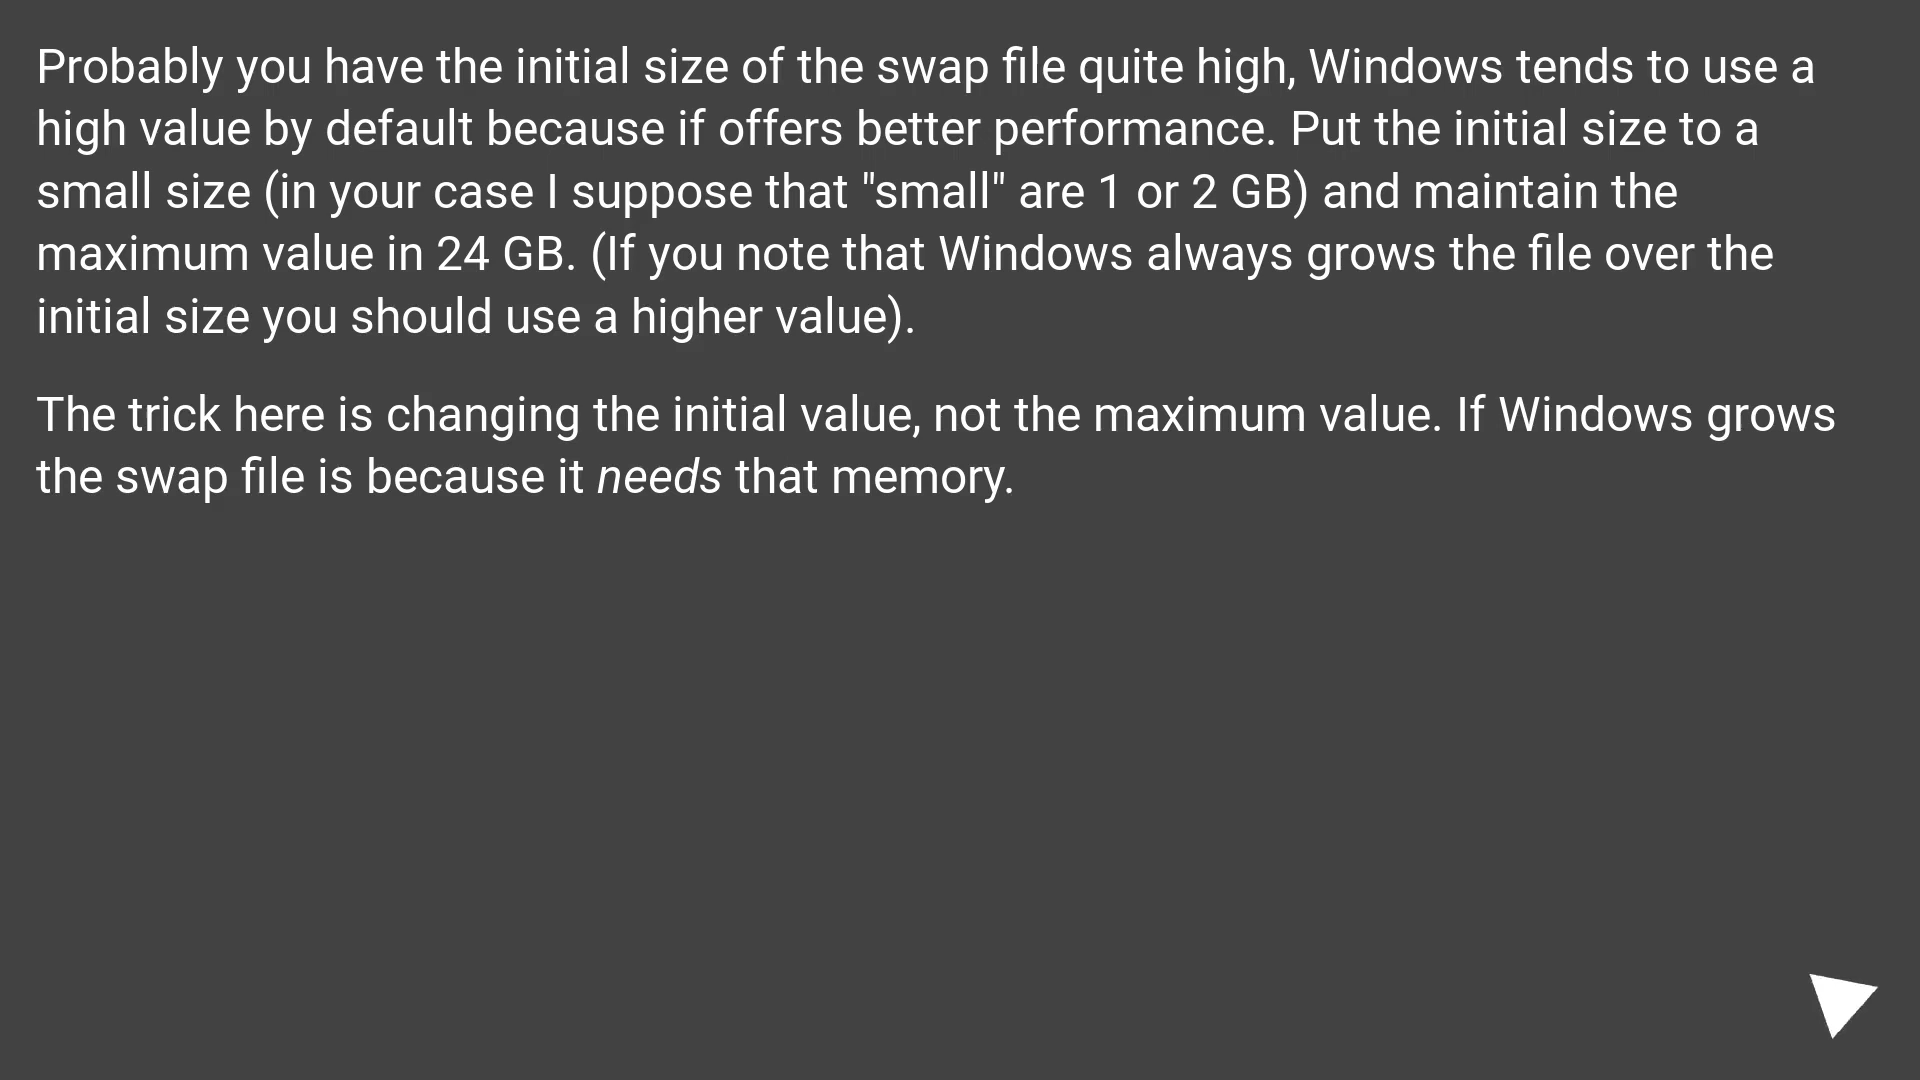 Probably you have the initial size of the swap file quite high, Windows tends to use a
high value by default because if offers better performance. Put the initial size to a
small size (in your case I suppose that "small" are 1 or 2 GB) and maintain the
maximum value in 24 GB. (If you note that Windows always grows the file over the
initial size you should use a higher value).
The trick here is changing the initial value, not the maximum value. If Windows grows
the swap file is because it needs that memory.